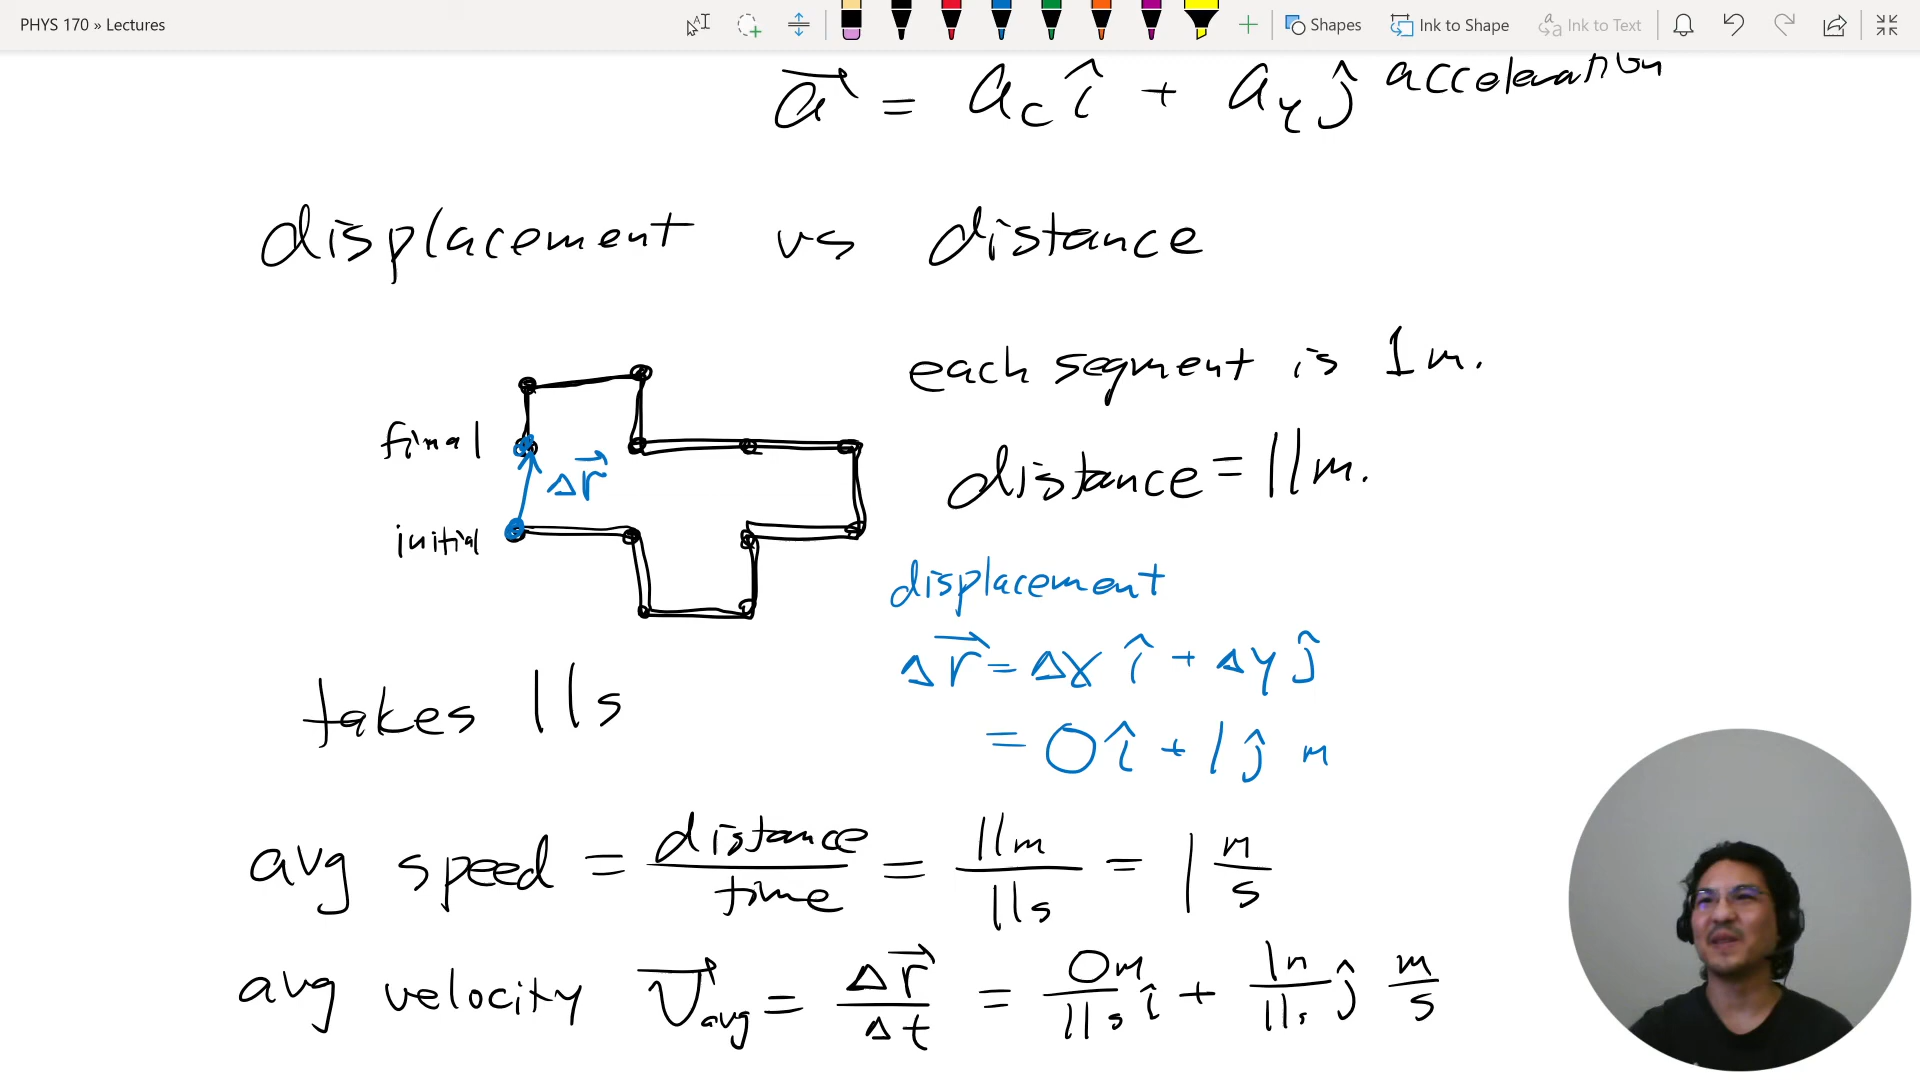 PHYS 170 » Lectures
Shapes Ink to Shape Ink to Text
a⃗ = a_c î + a_y ĵ acceleration
displacement vs distance
each segment is 1m.
final
Δr⃗
distance = 11m.
initial
displacement
Δr⃗ = Δx î + Δy ĵ
takes 11s
= 0 î + 1 ĵ m
avg speed = distance/time = 11m/11s = 1 m/s
avg velocity v⃗avg = Δr⃗/Δt = 0m/11s î + 1m/11s ĵ m/s